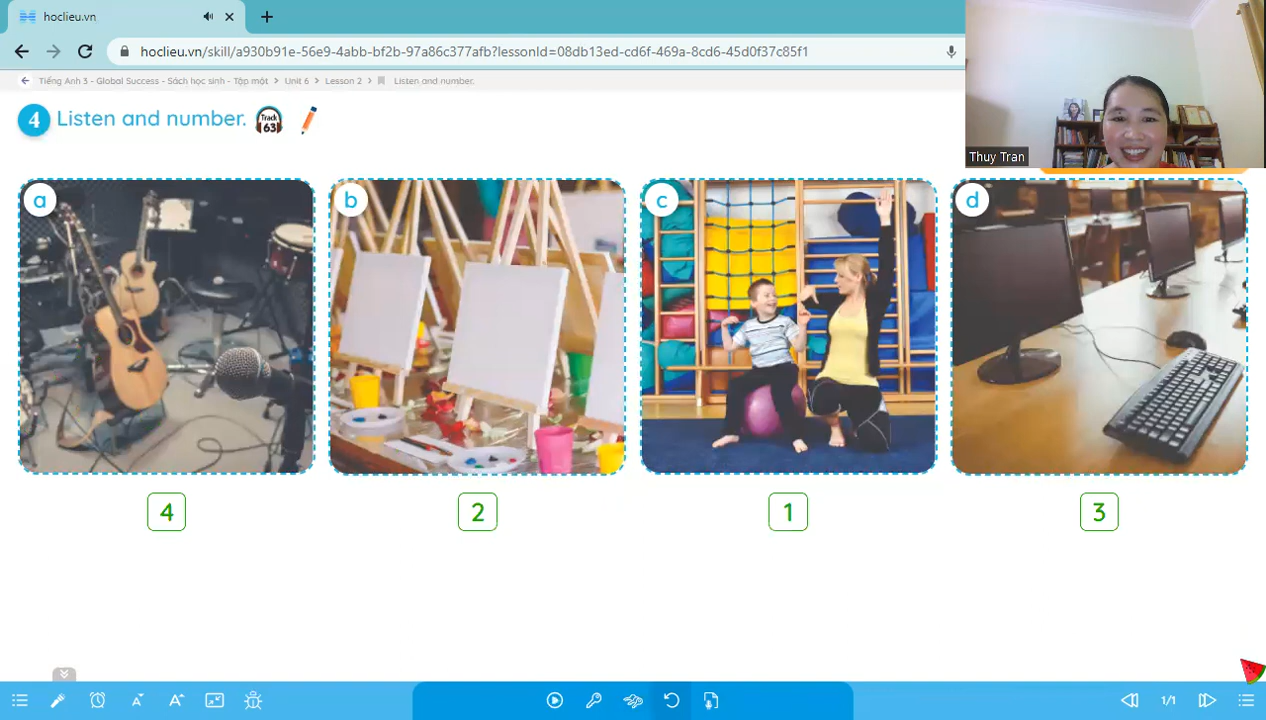 hoclieu.vn
hoclieu.vn/skill/a930b91e-56e9-4abb-bf2b-97a86c377afb?lessonId=08db13ed-cd6f-469a-8cd6-45d0f37c85f1
Tiếng Anh 3 - Global Success - Sách học sinh - Tập một > Unit 6 > Lesson 2 > Listen and number.
4 Listen and number. Track 63
Thuy Tran
a b c d
4 2 1 3
A A 1/1